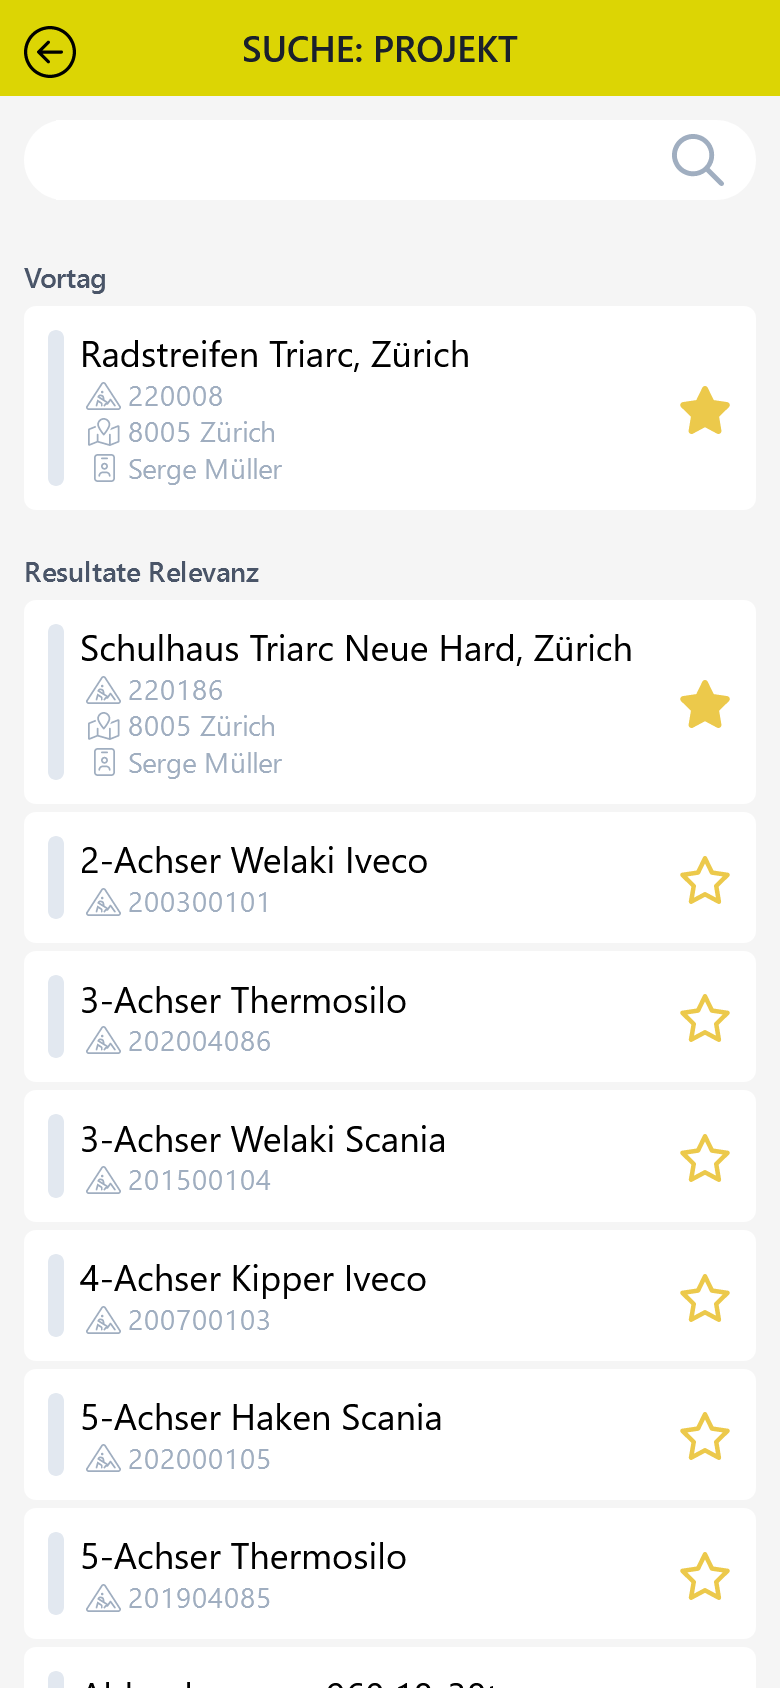 SUCHE: PROJEKT
Vortag
Radstreifen Triarc, Zürich
220008
8005 Zürich
Serge Müller
Resultate Relevanz
Schulhaus Triarc Neue Hard, Zürich
220186
8005 Zürich
Serge Müller
2-Achser Welaki Iveco
200300101
3-Achser Thermosilo
202004086
3-Achser Welaki Scania
201500104
4-Achser Kipper Iveco
200700103
5-Achser Haken Scania
202000105
5-Achser Thermosilo
201904085